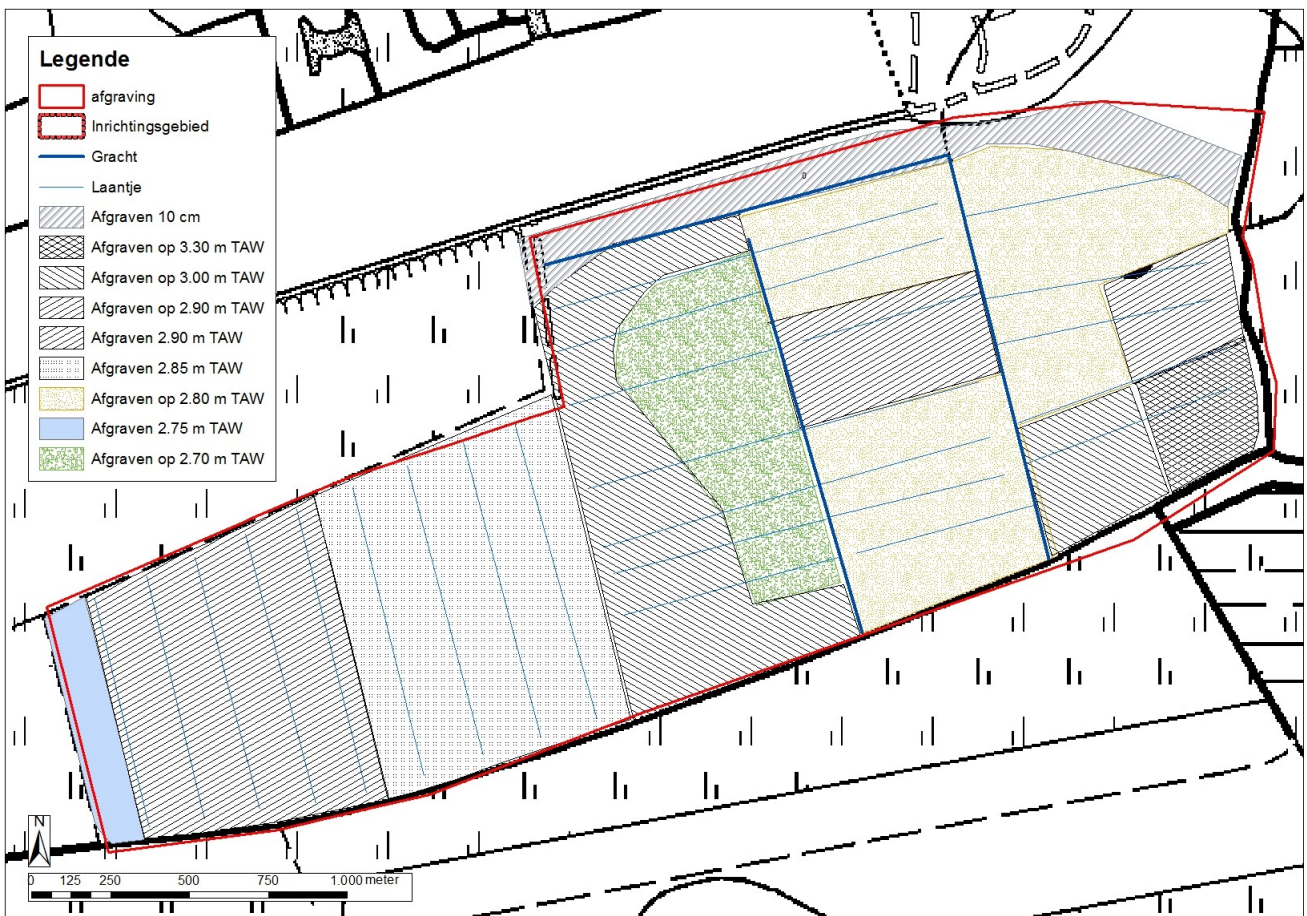 Legende
afgraving
Inrichtingsgebied
Gracht
Laantje
Afgraven 10 cm
Afgraven op 3.30 m TAW
Afgraven op 3.00 m TAW
Afgraven op 2.90 m TAW
Afgraven 2.90 m TAW
Afgraven 2.85 m TAW
Afgraven op 2.80 m TAW
Afgraven 2.75 m TAW
Afgraven op 2.70 m TAW
0
N
0 125 250 500 750 1.000 meter